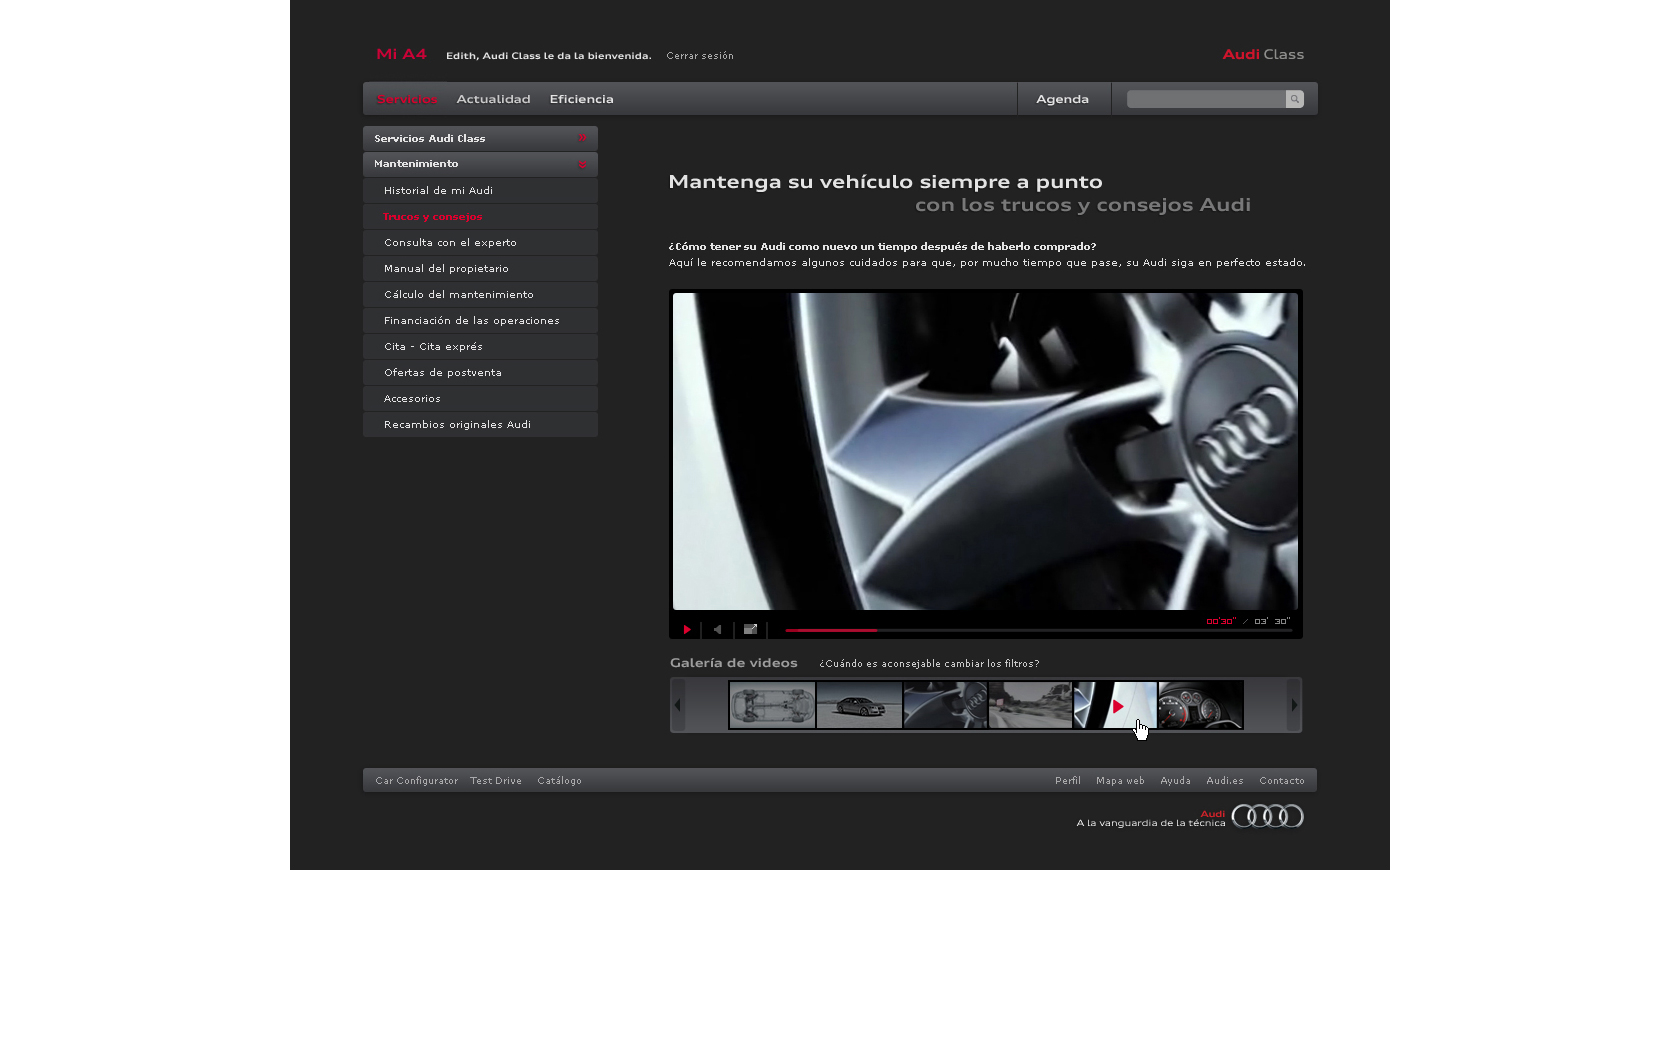 Mi A4 Edith, Audi Class le da la bienvenida. Cerrar sesión Audi Class
Servicios Actualidad Eficiencia Agenda
Servicios Audi Class
Mantenimiento
Historial de mi Audi
Trucos y consejos
Consulta con el experto
Manual del propietario
Cálculo del mantenimiento
Financiación de las operaciones
Cita - Cita exprés
Ofertas de postventa
Accesorios
Recambios originales Audi
Mantenga su vehículo siempre a punto
con los trucos y consejos Audi
¿Cómo tener su Audi como nuevo un tiempo después de haberlo comprado?
Aquí le recomendamos algunos cuidados para que, por mucho tiempo que pase, su Audi siga en perfecto estado.
00'30" / 03' 30"
Galería de videos ¿Cuándo es aconsejable cambiar los filtros?
Car Configurator Test Drive Catálogo Perfil Mapa web Ayuda Audi.es Contacto
Audi
A la vanguardia de la técnica